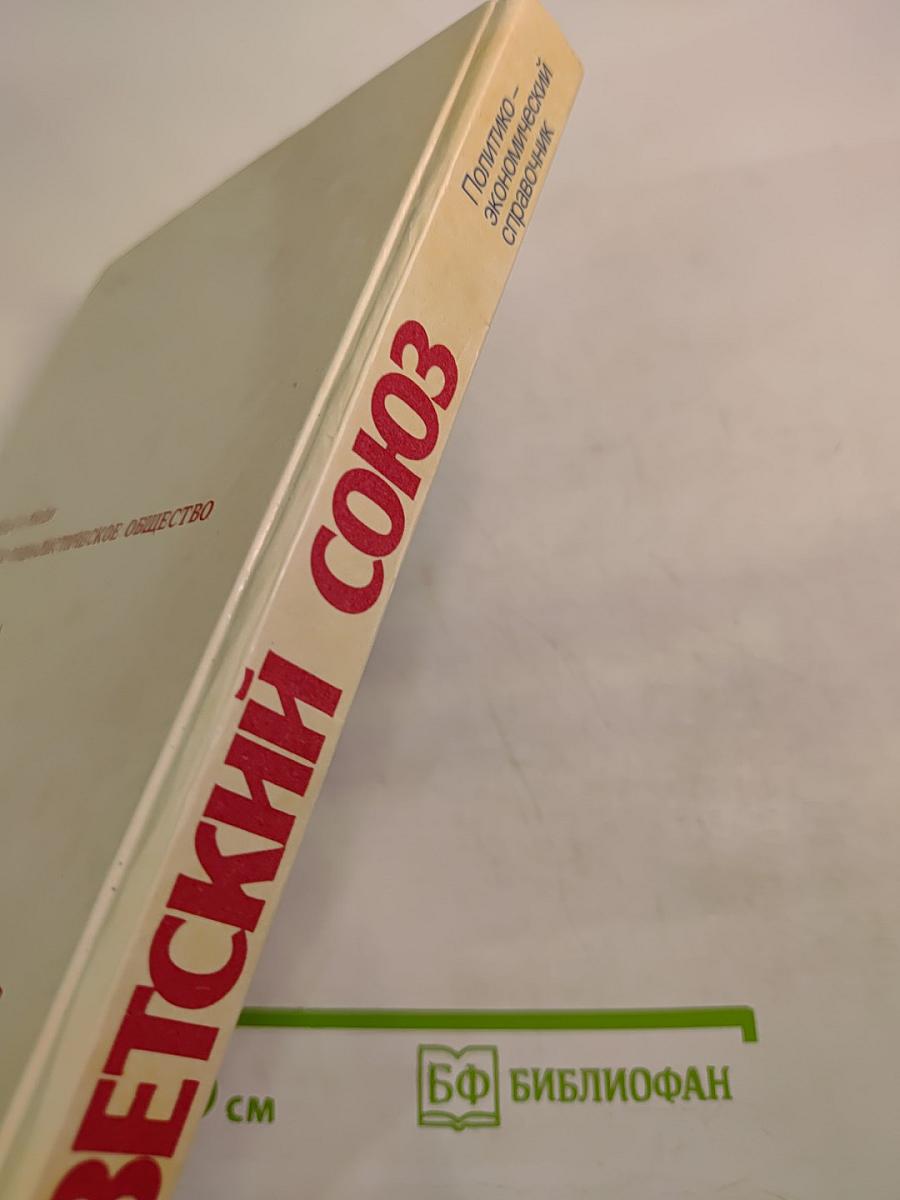 Политико-
экономический
справочник
ВЕТСКИЙ СОЮЗ
ОБЩЕСТВО
см
БФ БИБЛИОФАН